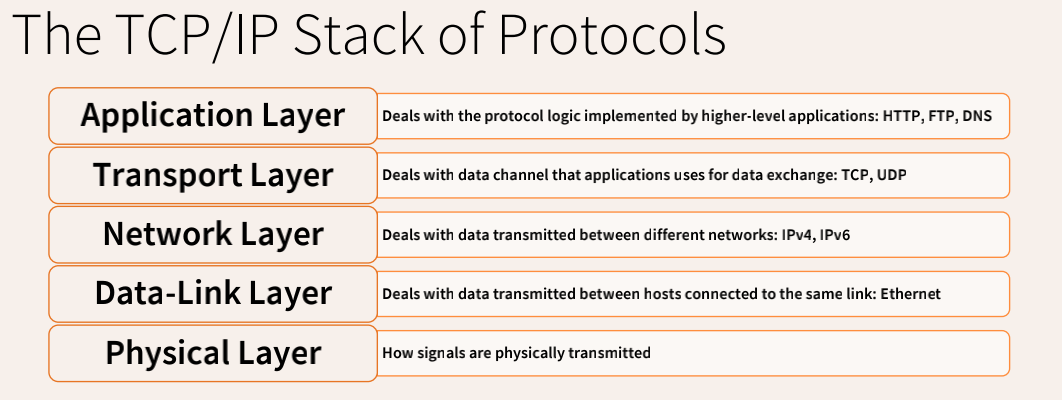 The TCP/IP Stack of Protocols
Application Layer
Deals with the protocol logic implemented by higher-level applications: HTTP, FTP, DNS
Transport Layer
Deals with data channel that applications uses for data exchange: TCP, UDP
Network Layer
Deals with data transmitted between different networks: IPv4, IPv6
Data-Link Layer
Deals with data transmitted between hosts connected to the same link: Ethernet
Physical Layer
How signals are physically transmitted